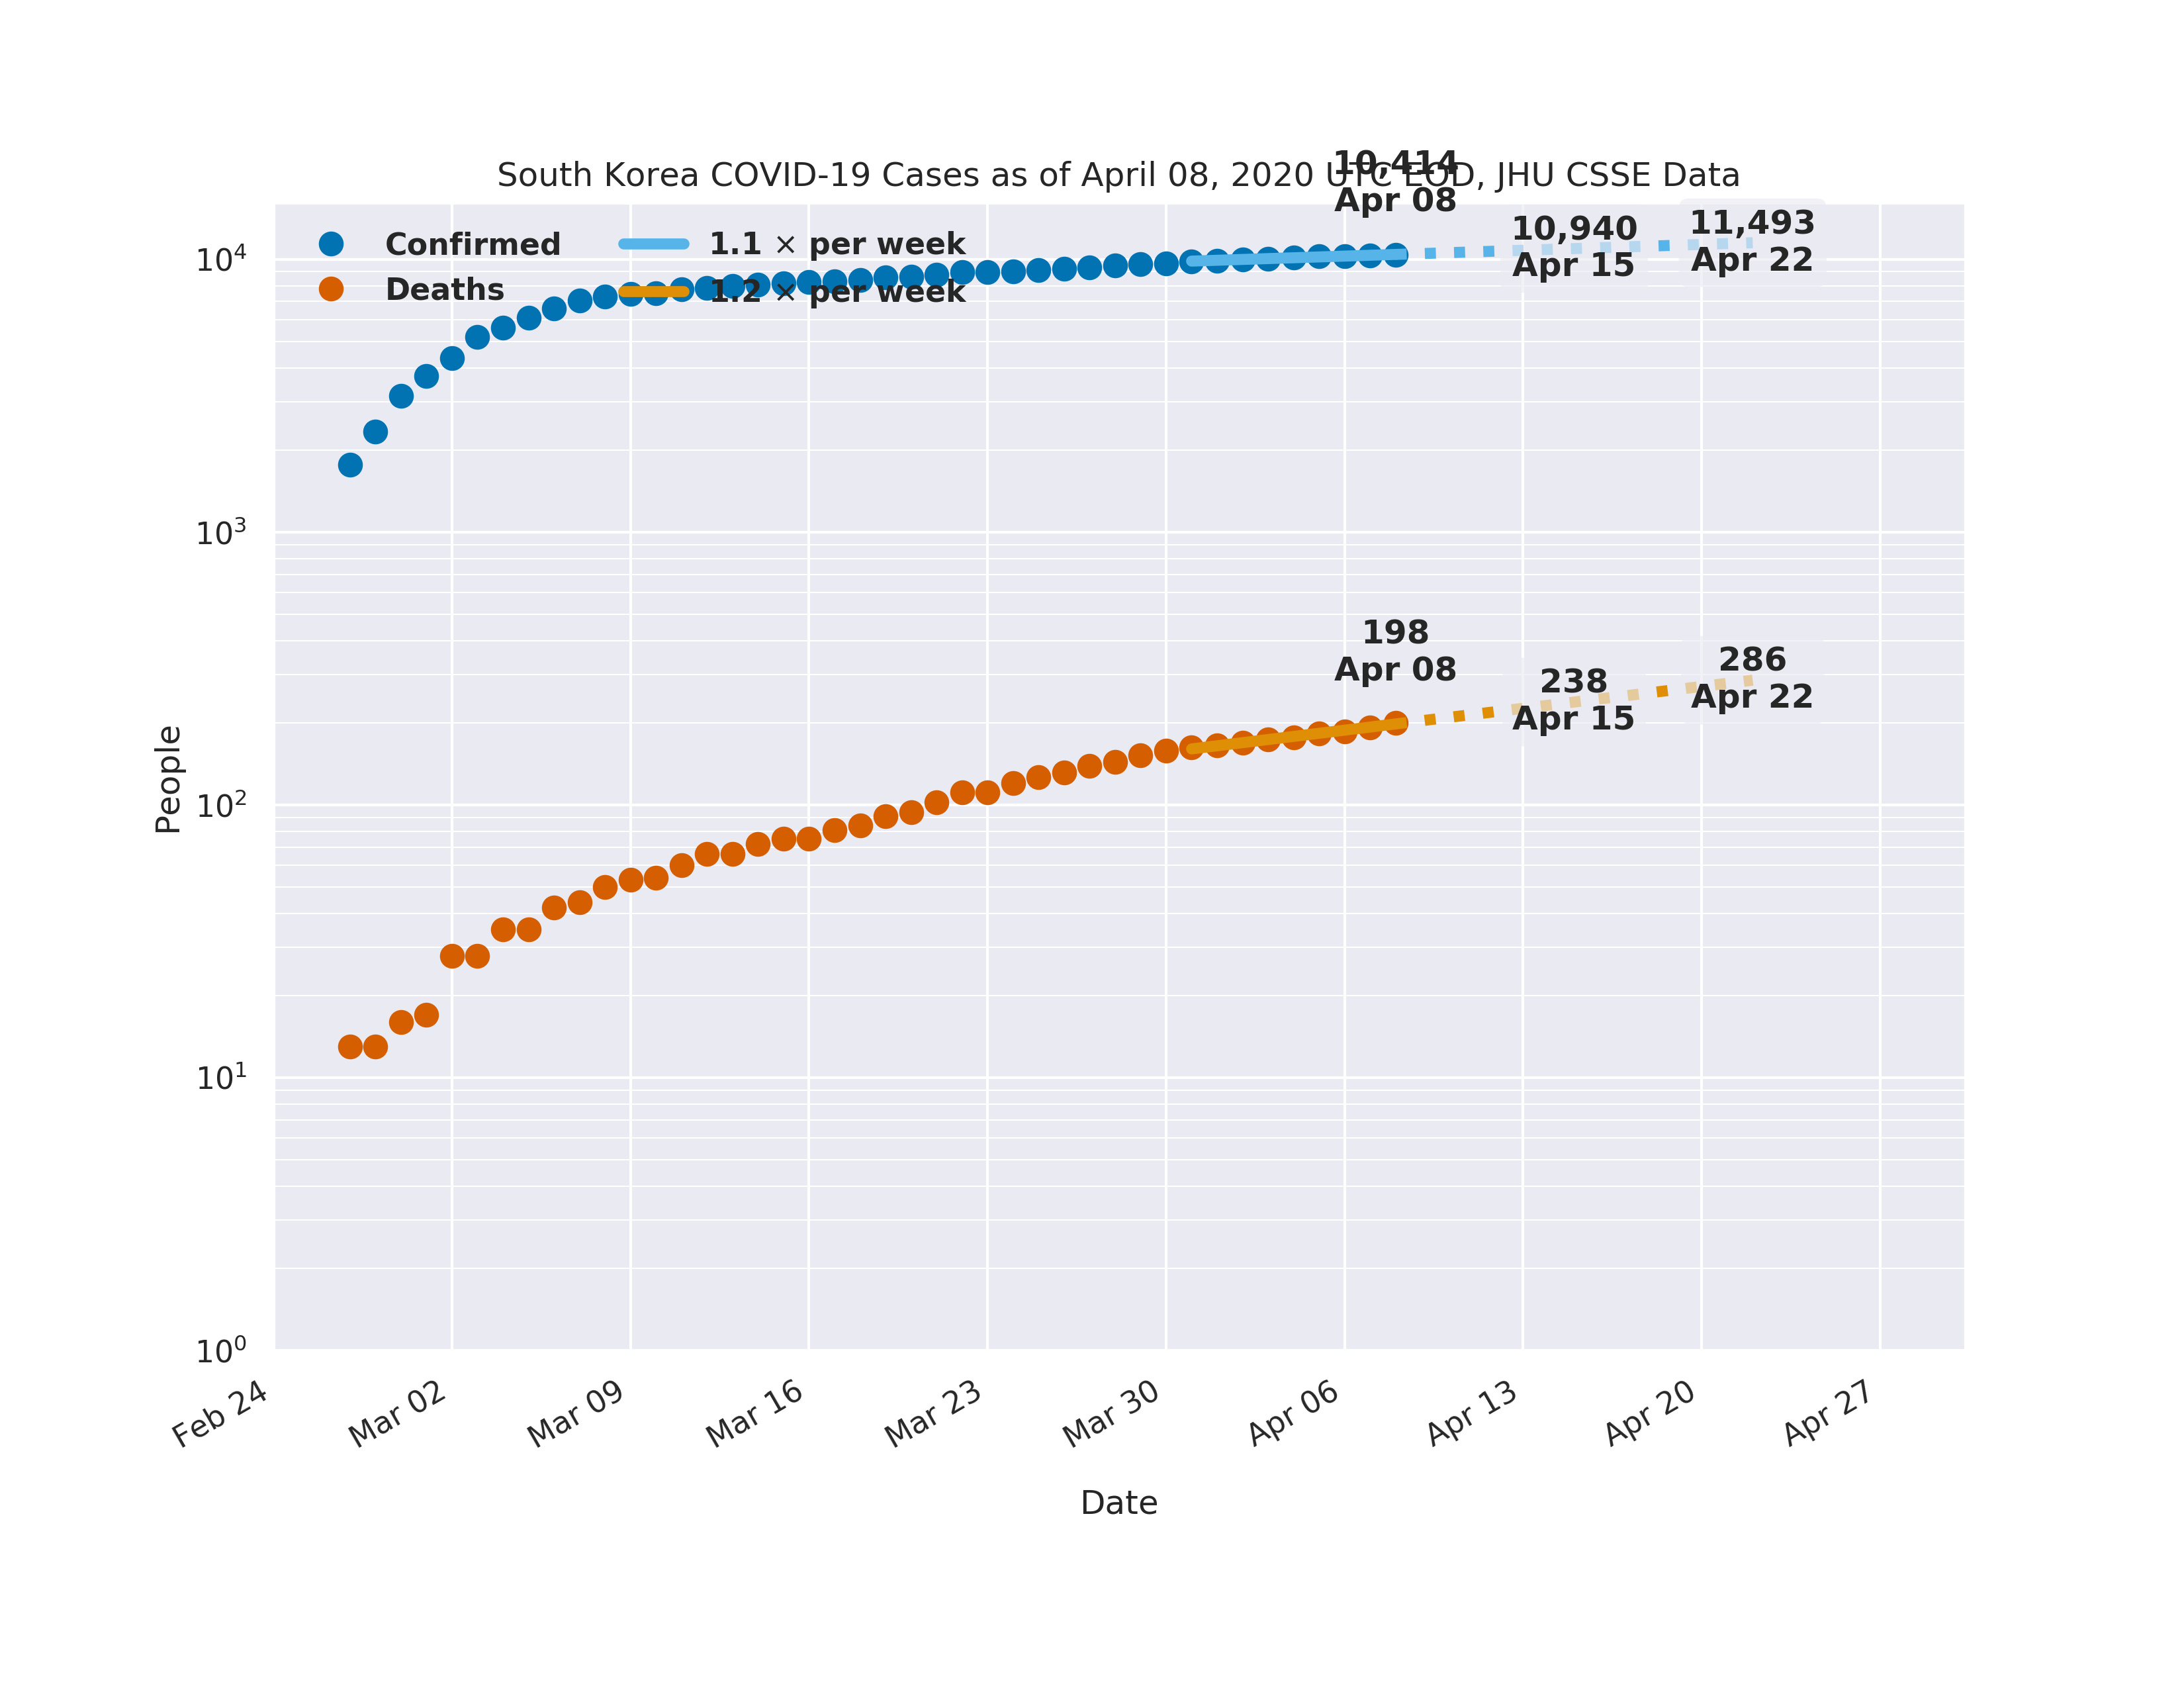 South Korea COVID-19 Cases as of April 08, 2020 UTC EOD, JHU CSSE Data
10,414
Apr 08
10,940
Apr 15
11,493
Apr 22
Confirmed
Deaths
1.1 × per week
1.2 × per week
198
Apr 08
238
Apr 15
286
Apr 22
People
10⁴
10³
10²
10¹
10⁰
Feb 24
Mar 02
Mar 09
Mar 16
Mar 23
Mar 30
Apr 06
Apr 13
Apr 20
Apr 27
Date